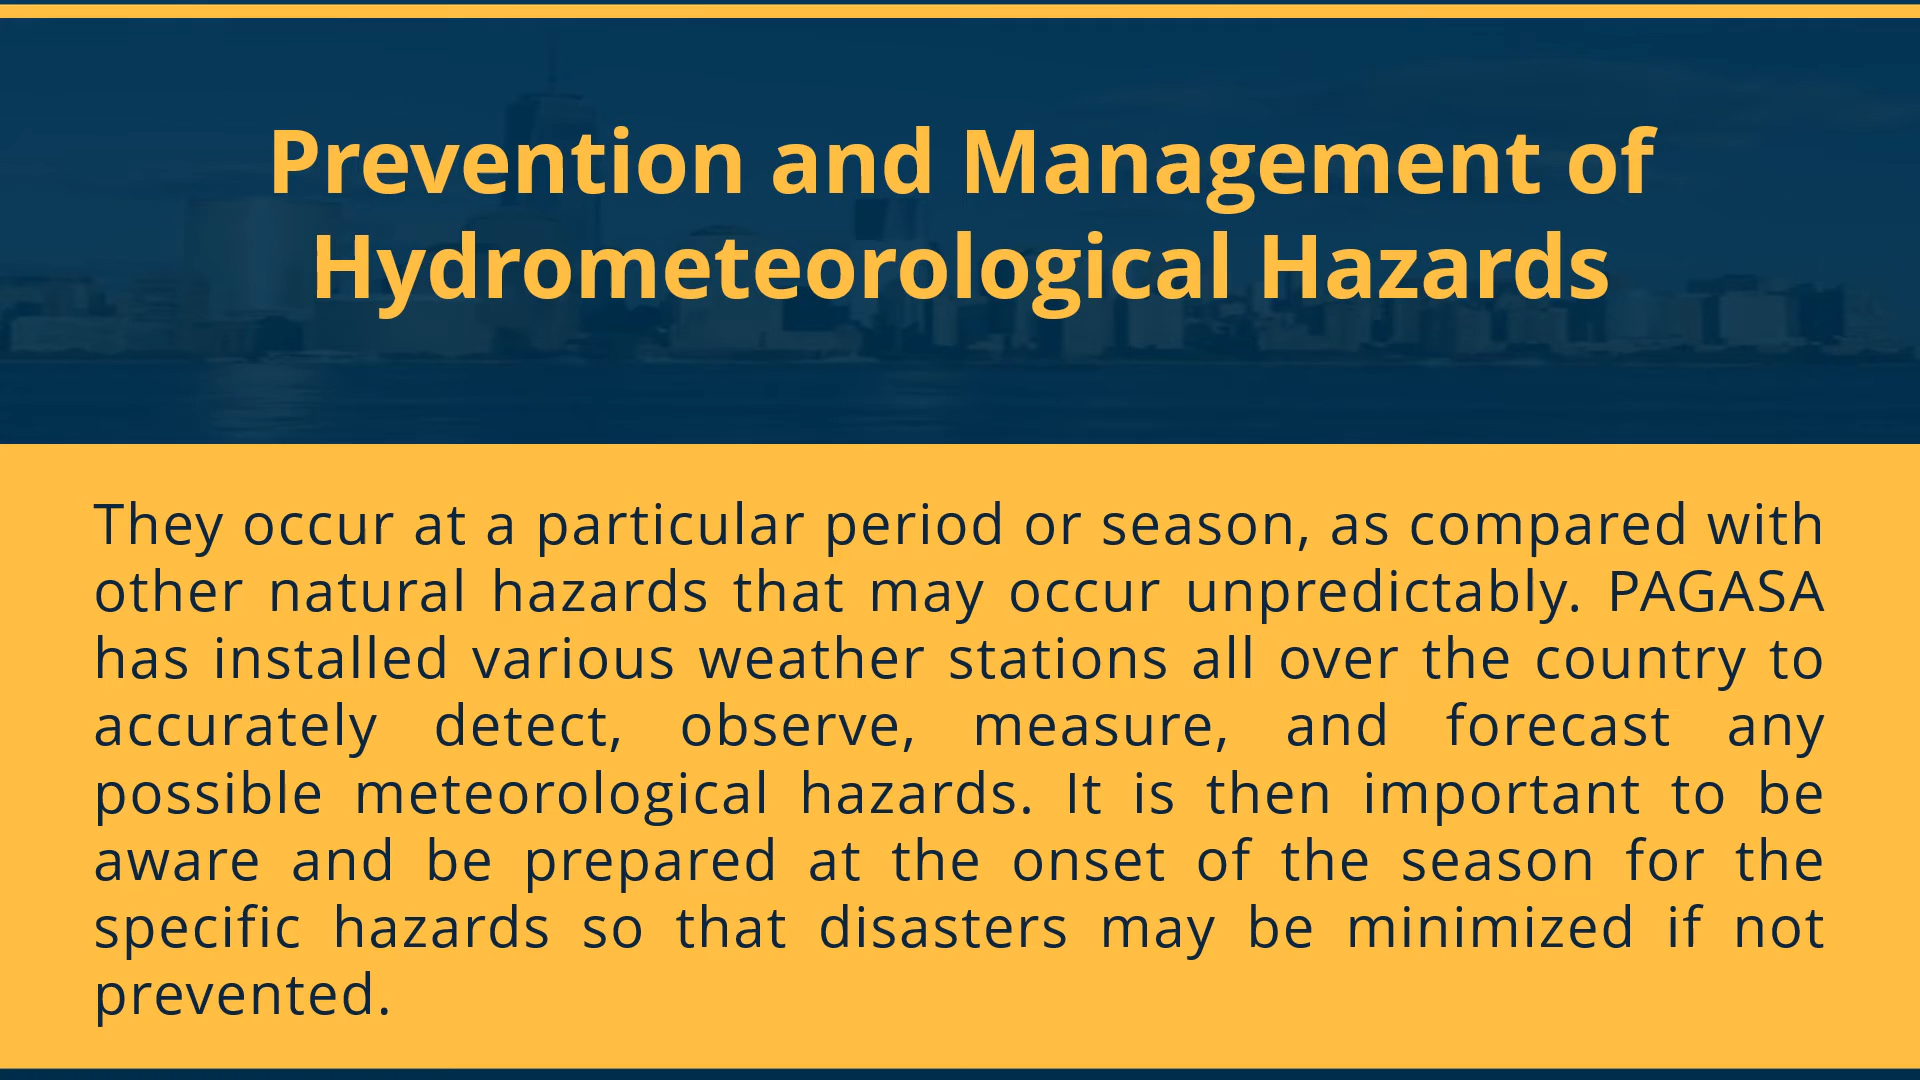 Prevention and Management of
Hydrometeorological Hazards
They occur at a particular period or season, as compared with
other natural hazards that may occur unpredictably. PAGASA
has installed various weather stations all over the country to
accurately detect, observe, measure, and forecast any
possible meteorological hazards. It is then important to be
aware and be prepared at the onset of the season for the
specific hazards so that disasters may be minimized if not
prevented.